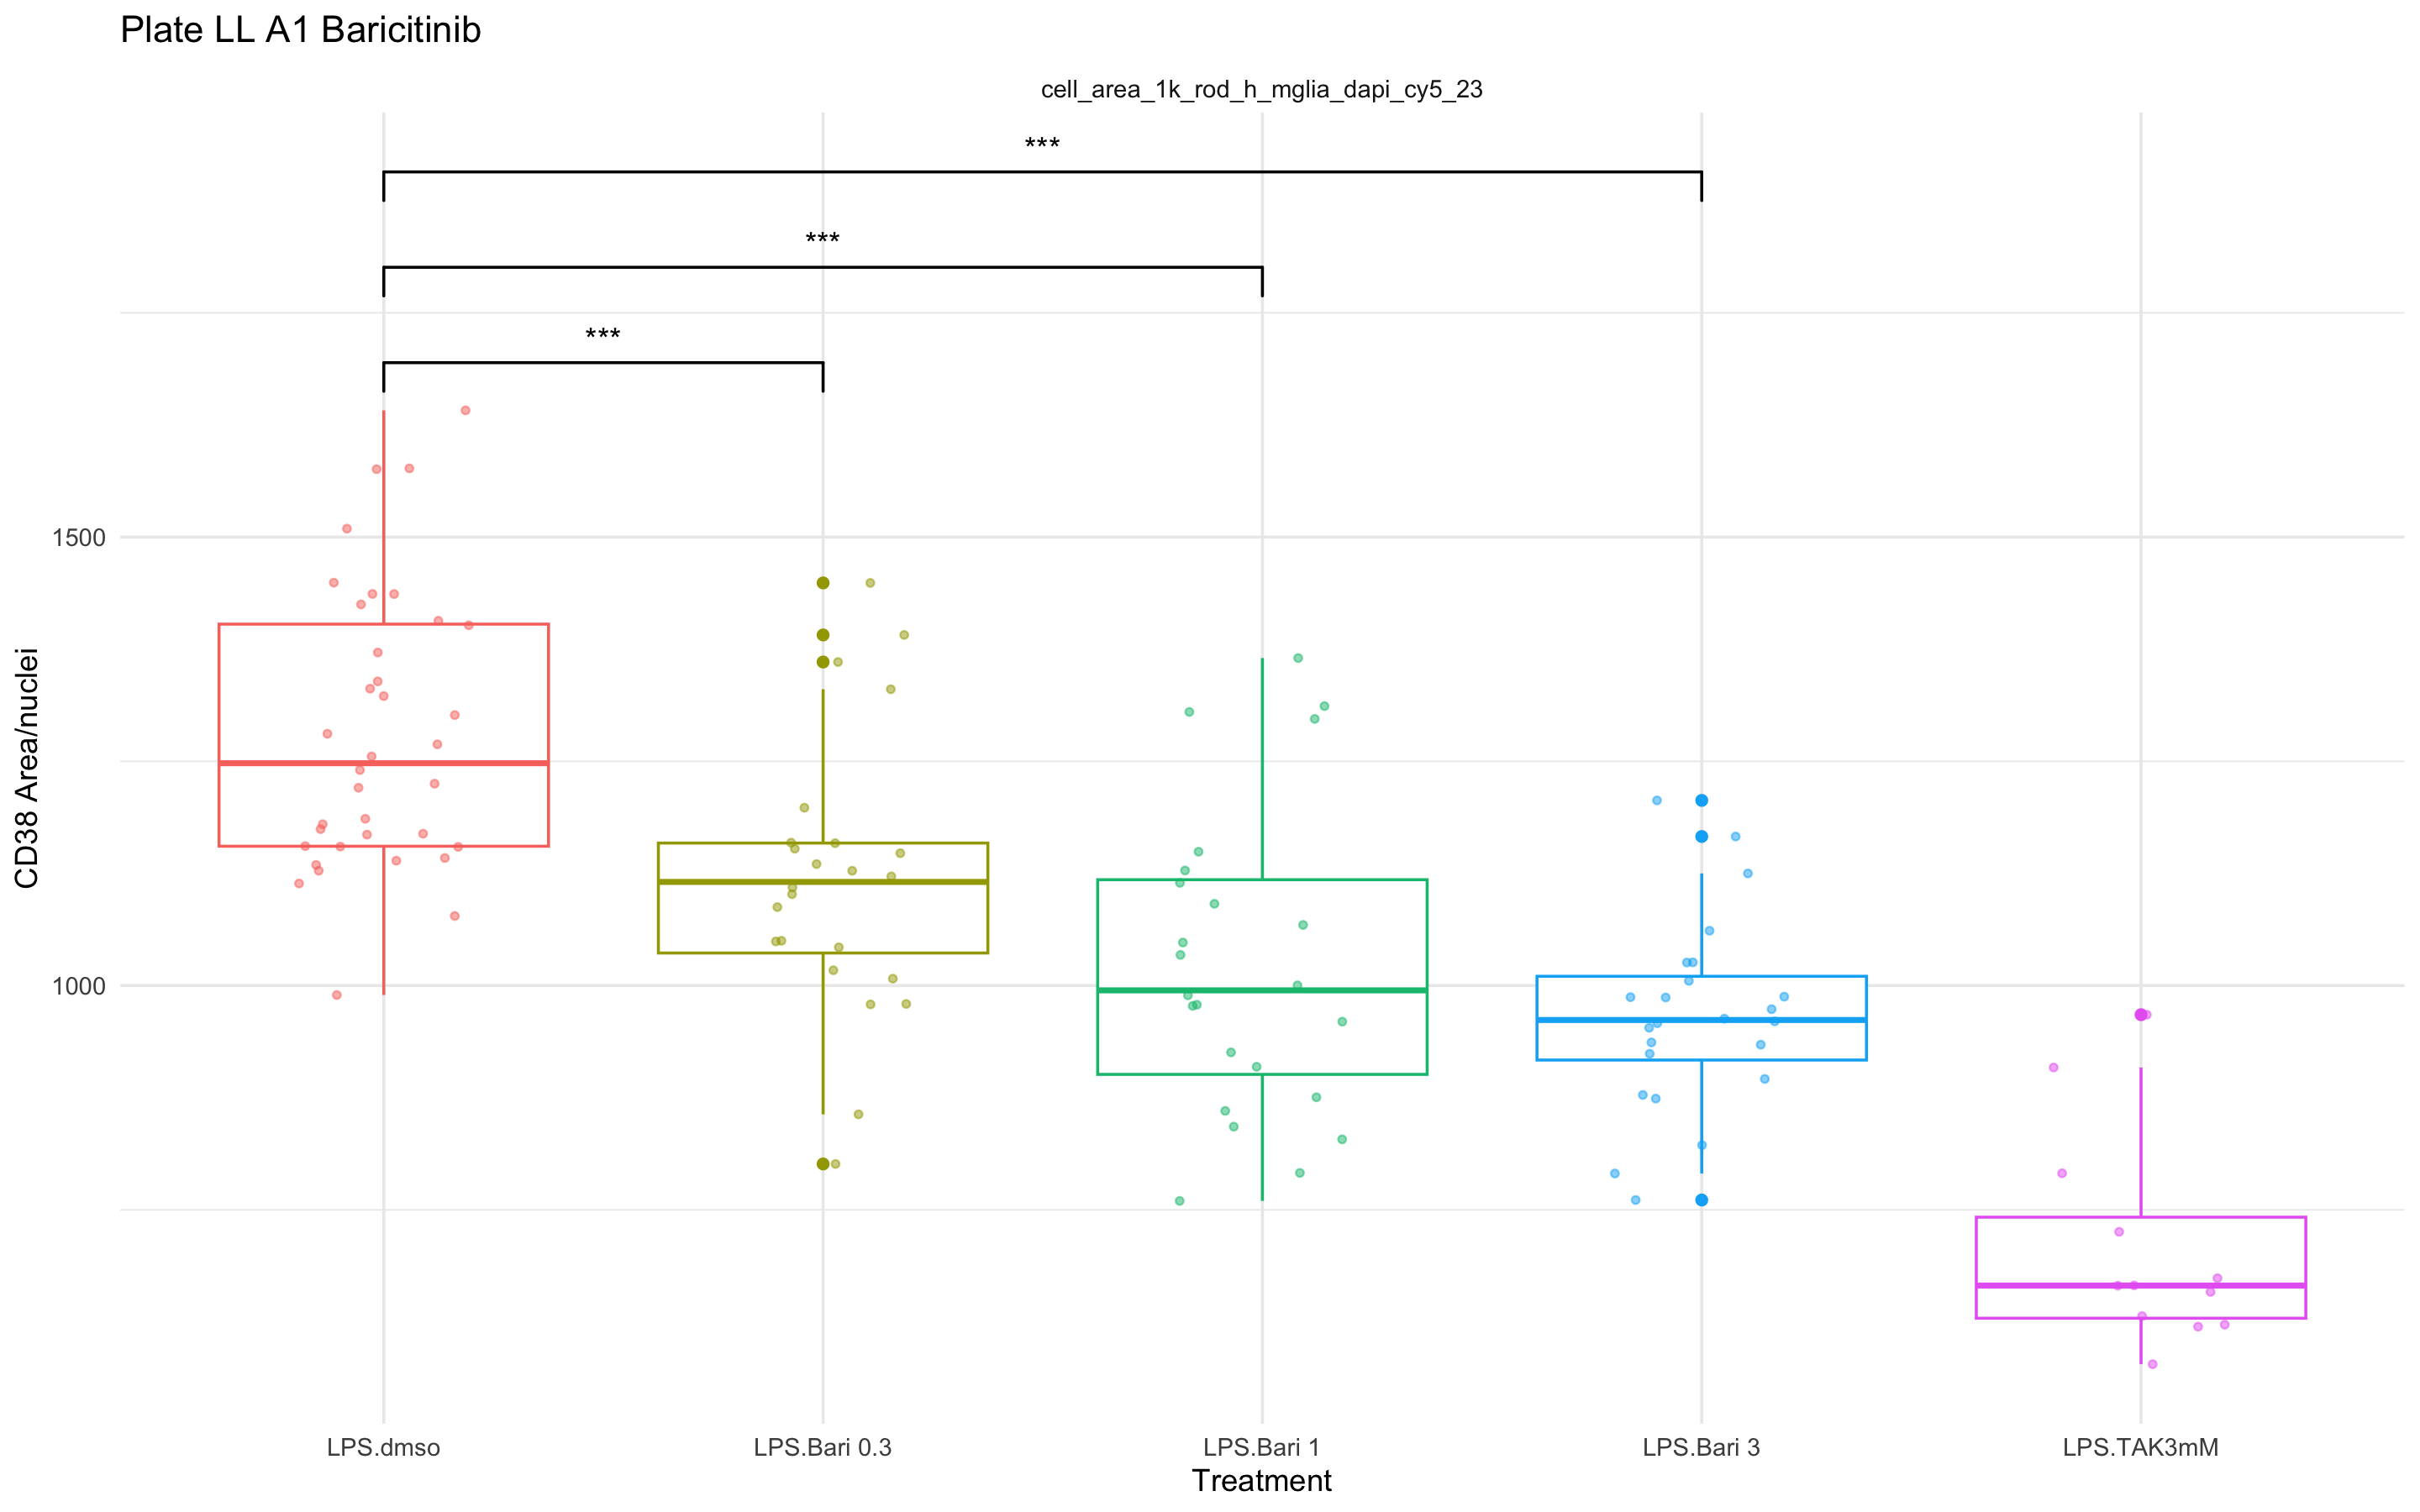 Plate LL A1 Baricitinib
cell_area_1k_rod_h_mglia_dapi_cy5_23
***
***
***
CD38 Area/nuclei
1500
1000
LPS.dmso
LPS.Bari 0.3
LPS.Bari 1
LPS.Bari 3
LPS.TAK3mM
Treatment